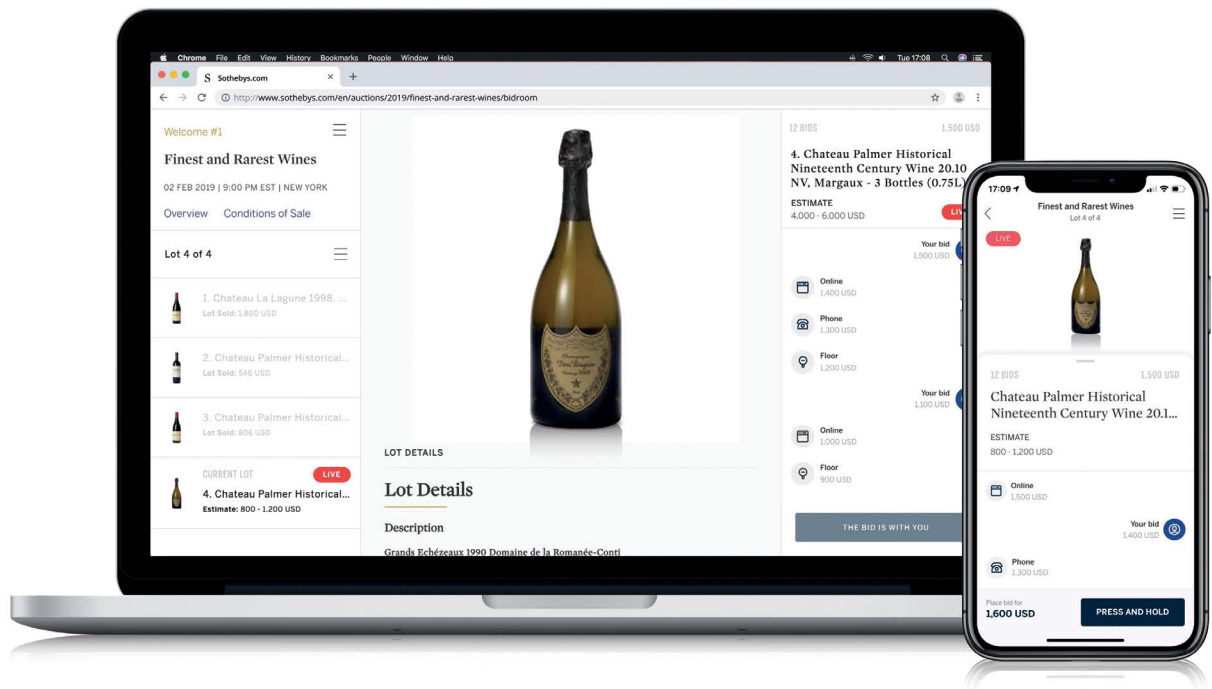 Chrome File Edit View History Bookmarks People Window Help
Tue 17:08
S Sothebys.com
http://www.sothebys.com/en/auctions/2019/finest-and-rarest-wines/bidroom
Welcome #1
Finest and Rarest Wines
02 FEB 2019 | 9:00 PM EST | NEW YORK
Overview Conditions of Sale
Lot 4 of 4
1. Chateau La Lagune 1998, ...
Lot Sold: 1,860 USD
2. Chateau Palmer Historical...
Lot Sold: 546 USD
3. Chateau Palmer Historical...
Lot Sold: 806 USD
CURRENT LOT LIVE
4. Chateau Palmer Historical...
Estimate: 800 - 1,200 USD
LOT DETAILS
Lot Details
Description
Grands Echézeaux 1990 Domaine de la Romanée-Conti
12 BIDS 1,500 USD
4. Chateau Palmer Historical
Nineteenth Century Wine 20.10
NV, Margaux - 3 Bottles (0.75L)
ESTIMATE
4,000 - 6,000 USD
Your bid
1,500 USD
Online
1,400 USD
Phone
1,300 USD
Floor
1,200 USD
Your bid
1,100 USD
Online
1,000 USD
Floor
900 USD
THE BID IS WITH YOU
17:09
Finest and Rarest Wines
Lot 4 of 4
LIVE
12 BIDS 1,500 USD
Chateau Palmer Historical
Nineteenth Century Wine 20.1...
ESTIMATE
800 - 1,200 USD
Online
1,500 USD
Your bid
1,400 USD
Phone
1,300 USD
Place bid for
1,600 USD
PRESS AND HOLD